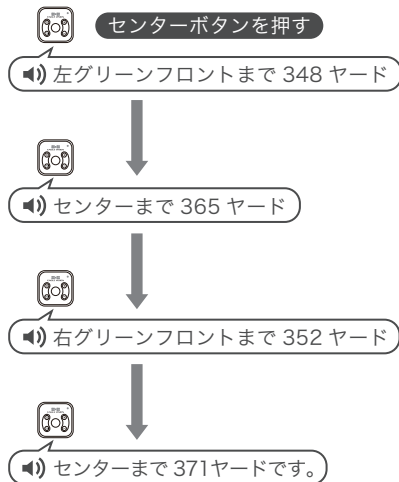 センターボタンを押す
左グリーンフロントまで 348 ヤード
センターまで 365 ヤード
右グリーンフロントまで 352 ヤード
センターまで 371ヤードです。